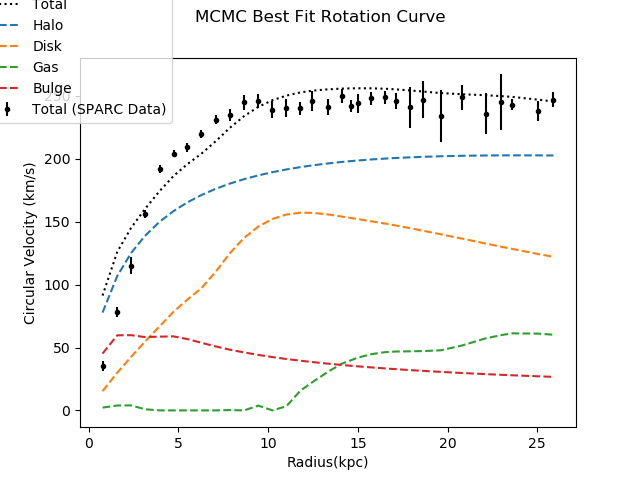 MCMC Best Fit Rotation Curve
Total
Halo
Disk
Gas
Bulge
Total (SPARC Data)
250
200
150
100
50
0
Circular Velocity (km/s)
0 5 10 15 20 25
Radius(kpc)